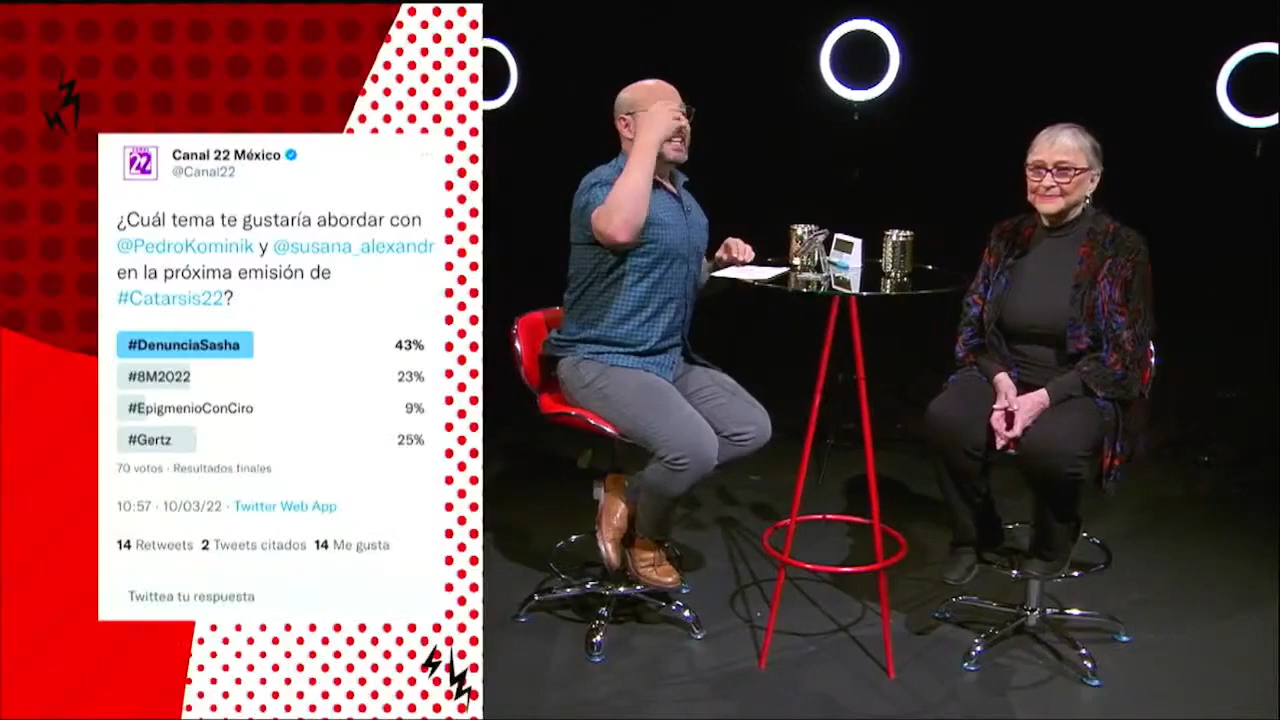 CANAL
22
Canal 22 México
@Canal22
¿Cuál tema te gustaría abordar con
@PedroKominik y @susana_alexandr
en la próxima emisión de
#Catarsis22?
#DenunciaSasha 43%
#8M2022 23%
#EpigmenioConCiro 9%
#Gertz 25%
70 votos · Resultados finales
10:57 · 10/03/22 · Twitter Web App
14 Retweets 2 Tweets citados 14 Me gusta
Twittea tu respuesta